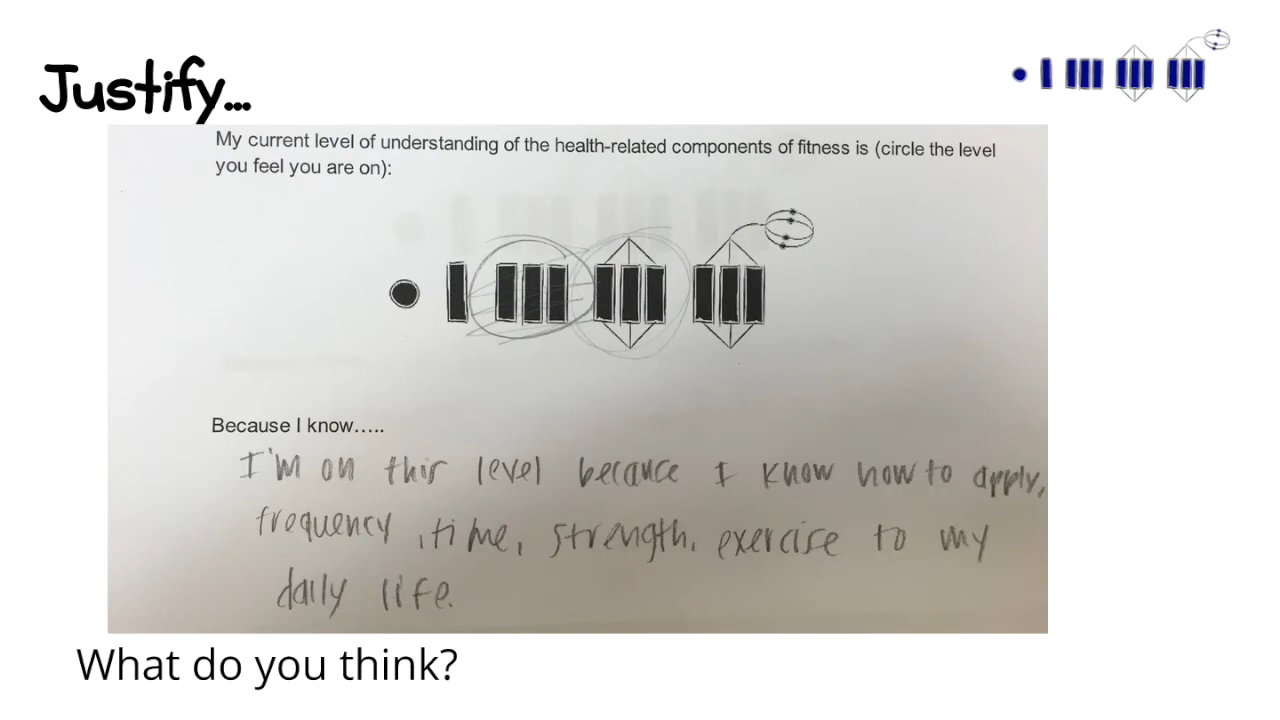 Justify...
My current level of understanding of the health-related components of fitness is (circle the level
you feel you are on):
Because I know.....
I'm on this level because I know how to apply,
frequency, time, strength, exercise to my
daily life.
What do you think?